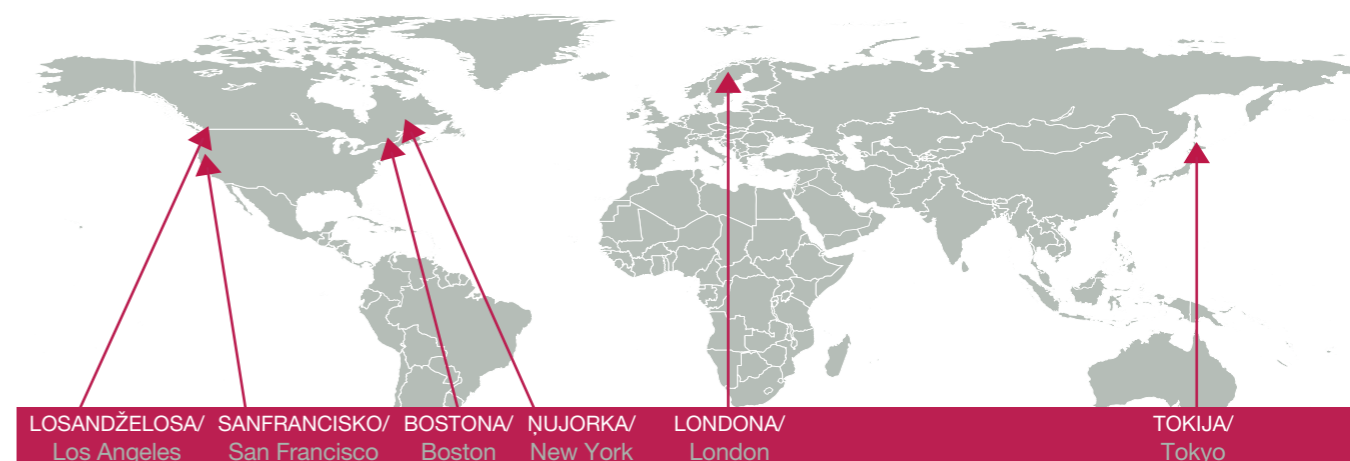 LOSANDŽELOSA/ SANFRANCISKO/ BOSTONA/ ŅUJORKA/ LONDONA/ TOKIJA/
Los Angeles San Francisco Boston New York London Tokyo